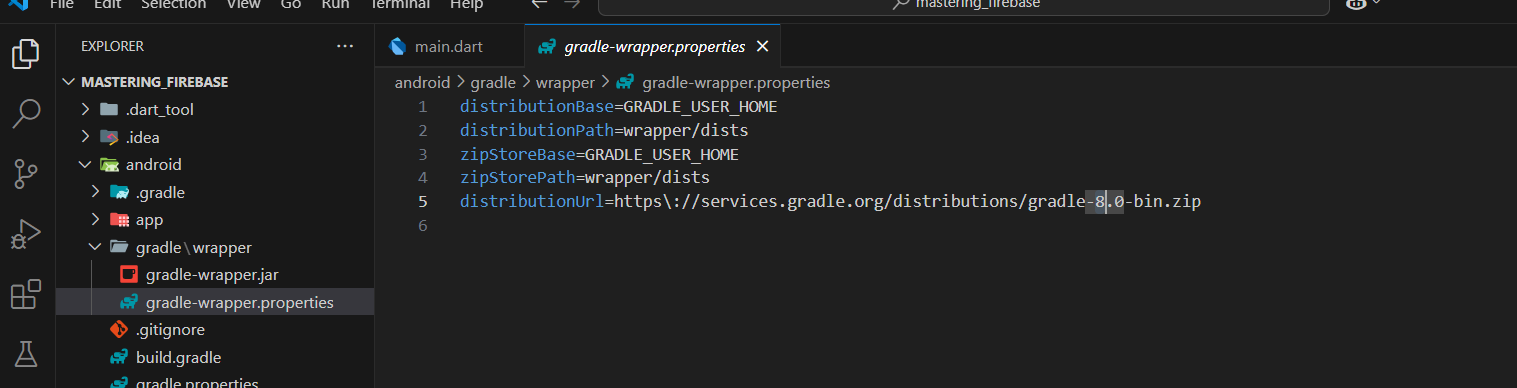 File Edit Selection View Go Run Terminal Help
mastering_firebase
EXPLORER
MASTERING_FIREBASE
.dart_tool
.idea
android
.gradle
app
gradle\wrapper
gradle-wrapper.jar
gradle-wrapper.properties
.gitignore
build.gradle
gradle.properties
main.dart
gradle-wrapper.properties
android > gradle > wrapper > gradle-wrapper.properties
1 distributionBase=GRADLE_USER_HOME
2 distributionPath=wrapper/dists
3 zipStoreBase=GRADLE_USER_HOME
4 zipStorePath=wrapper/dists
5 distributionUrl=https\://services.gradle.org/distributions/gradle-8.0-bin.zip
6